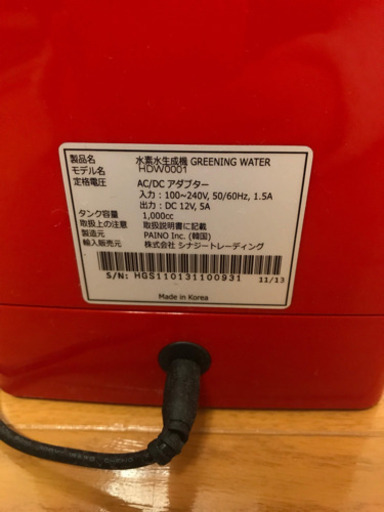 製品名 水素水生成機 GREENING WATER
モデル名 HDW0001
定格電圧 AC/DC アダプター
入力：100~240V, 50/60Hz, 1.5A
出力：DC 12V, 5A
タンク容量 1,000cc
取扱上の注意 取扱説明書に記載
製造元 PAINO Inc. (韓国)
輸入販売元 株式会社 シナジートレーディング
S/N: HGS110131100931 11/13
Made in Korea